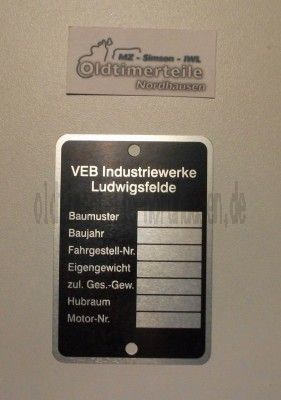 MZ - Simson - IWL
Oldtimerteile
Nordhausen
VEB Industriewerke
Ludwigsfelde
Baumuster
Baujahr
Fahrgestell-Nr.
Eigengewicht
zul. Ges.-Gew.
Hubraum
Motor-Nr.